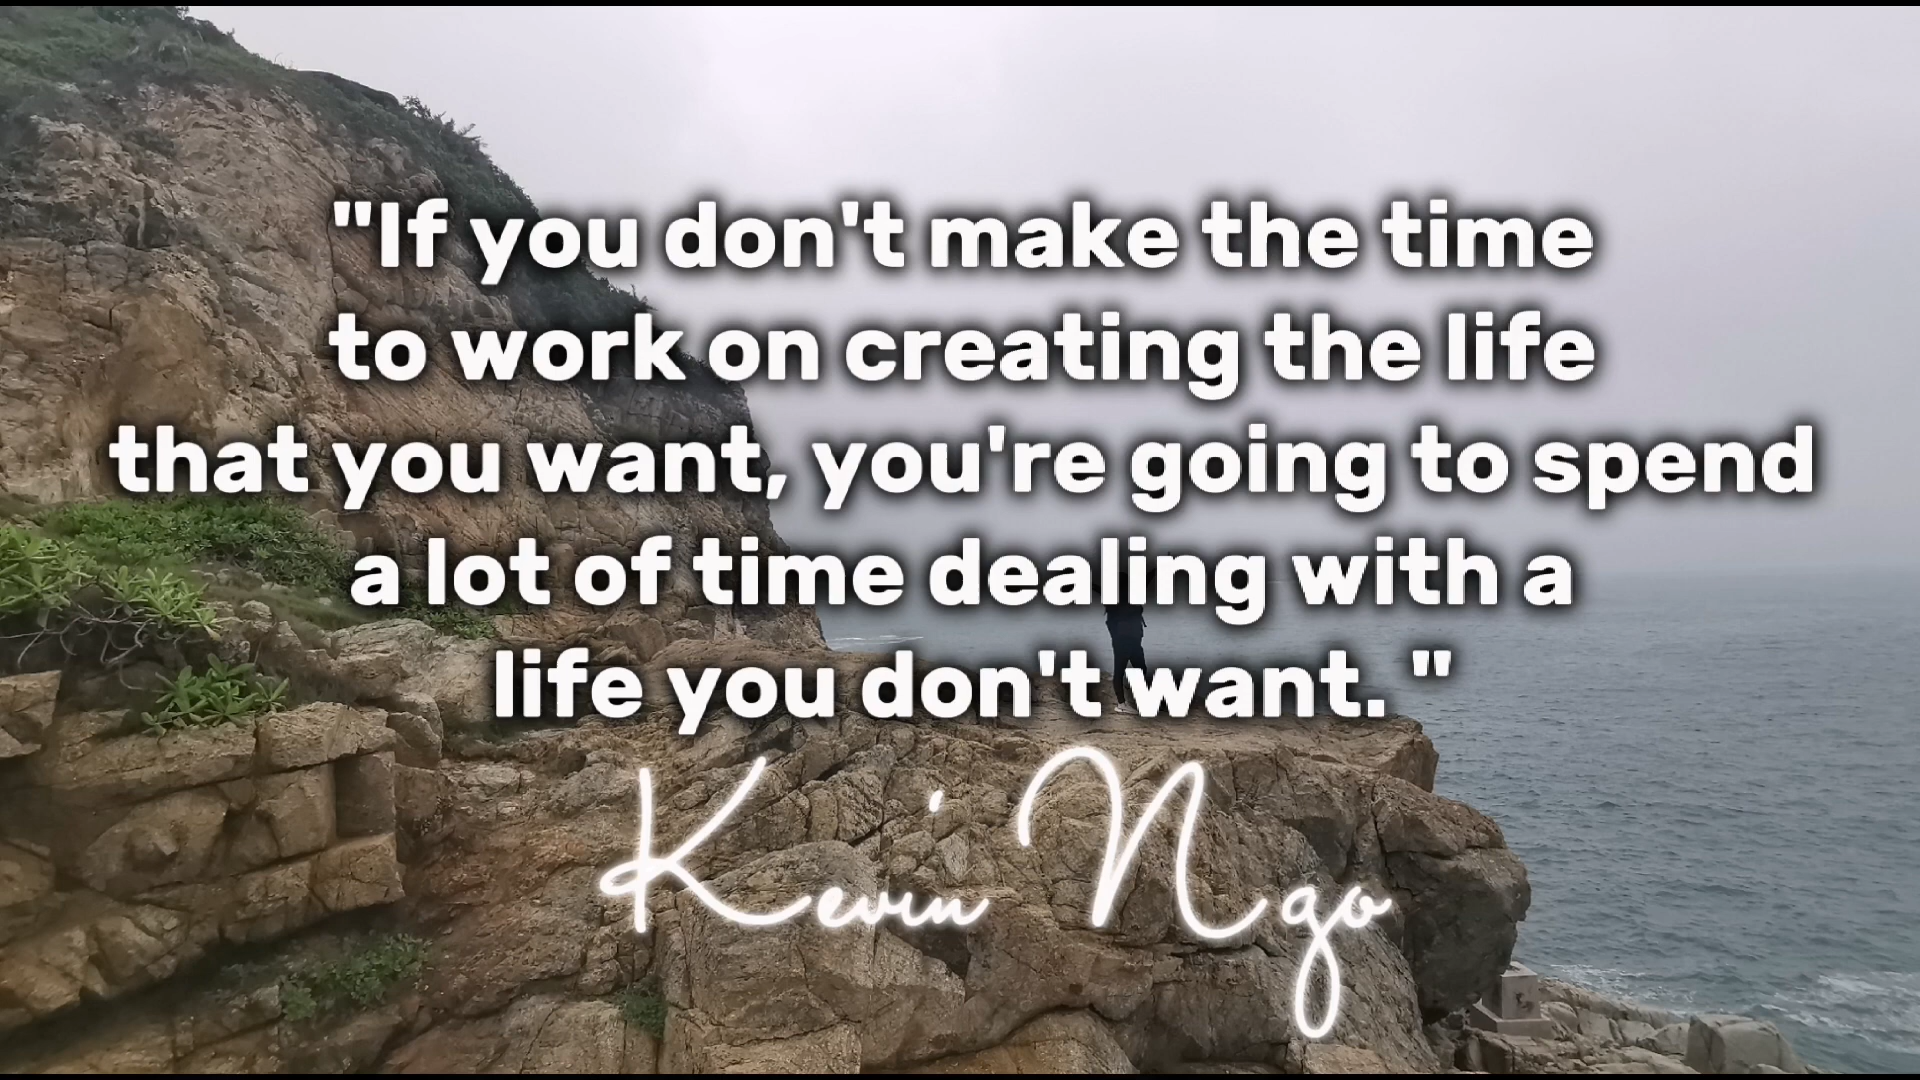 "If you don't make the time
to work on creating the life
that you want, you're going to spend
a lot of time dealing with a
life you don't want. "
Kevin Ngo